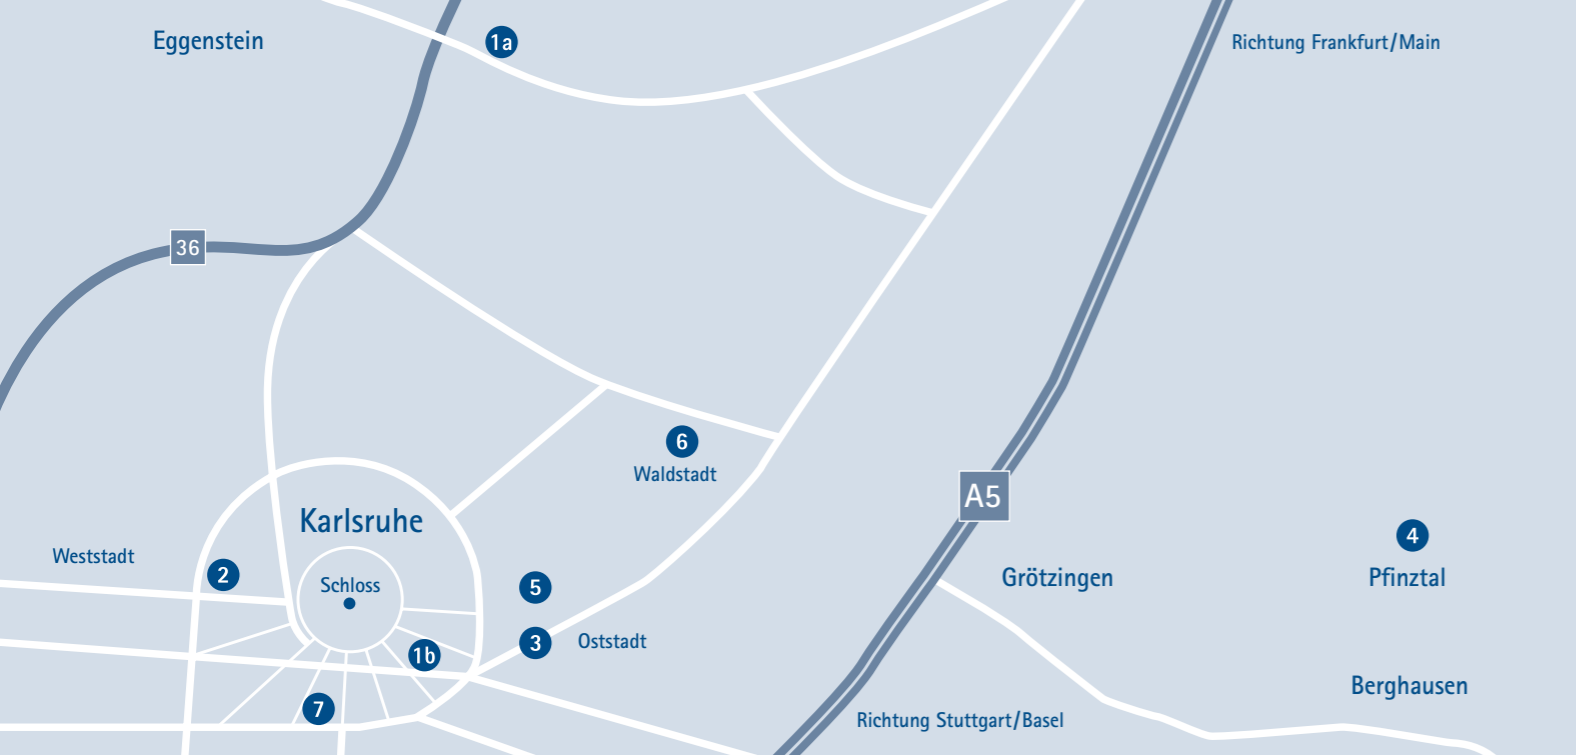 Eggenstein
1a
Richtung Frankfurt/Main
36
6
Waldstadt
A5
Karlsruhe
4
Weststadt
2
Schloss
5
Grötzingen
Pfinztal
3
Oststadt
1b
Berghausen
7
Richtung Stuttgart/Basel